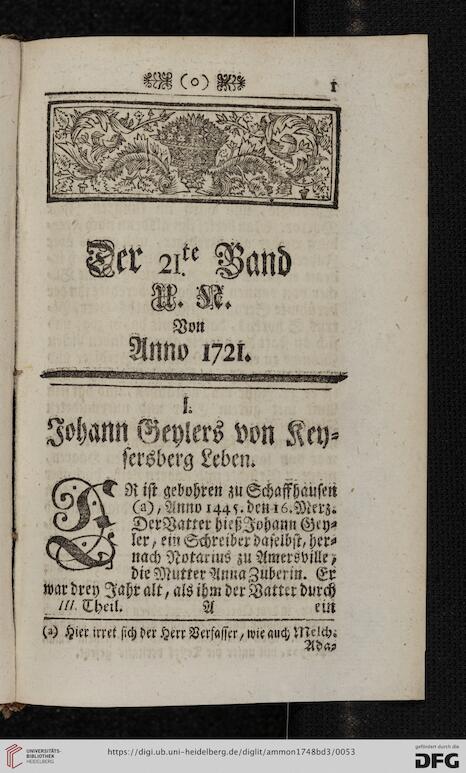 (o) 1
Der 21.te Band
U. N.
Von
Anno 1721.
I.
Johann Geylers von Key-
sersberg Leben.
ER ist gebohren zu Schaffhausen
(a), Anno 1445. den 16. Merz.
Der Vatter hieß Johann Gey-
ler, ein Schreiber daselbst, her-
nach Notarius zu Amersville,
die Mutter Anna Zuberin. Er
war drey Jahr alt, als ihm der Vatter durch
III. Theil. A ein
(a) Hier irret sich der Herr Verfasser, wie auch Melch.
Ada-
UNIVERSITÄTS-
BIBLIOTHEK
HEIDELBERG
https://digi.ub.uni-heidelberg.de/diglit/ammon1748bd3/0053
gefördert durch die
DFG